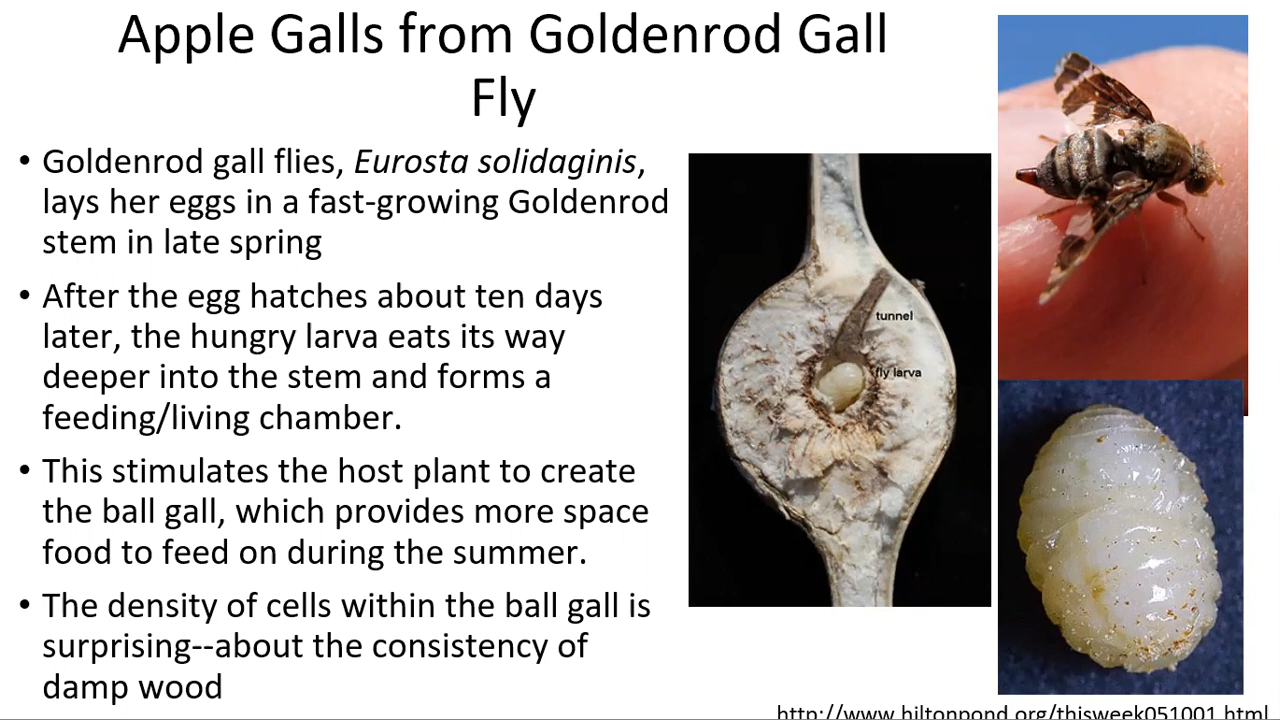 Apple Galls from Goldenrod Gall
Fly
• Goldenrod gall flies, Eurosta solidaginis,
lays her eggs in a fast-growing Goldenrod
stem in late spring
• After the egg hatches about ten days
later, the hungry larva eats its way
deeper into the stem and forms a
feeding/living chamber.
• This stimulates the host plant to create
the ball gall, which provides more space
food to feed on during the summer.
• The density of cells within the ball gall is
surprising--about the consistency of
damp wood
tunnel
fly larva
http://www.hiltonpond.org/thisweek051001.html